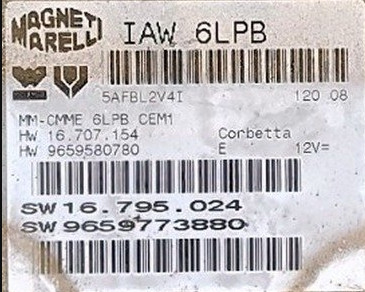 MAGNETI
MARELLI
IAW 6LPB
5AFBL2V4I 120 08
MM-CMME 6LPB CEM1
HW 16.707.154 Corbetta
HW 9659580780 E 12V=
SW 16.795.024
SW 9659773880